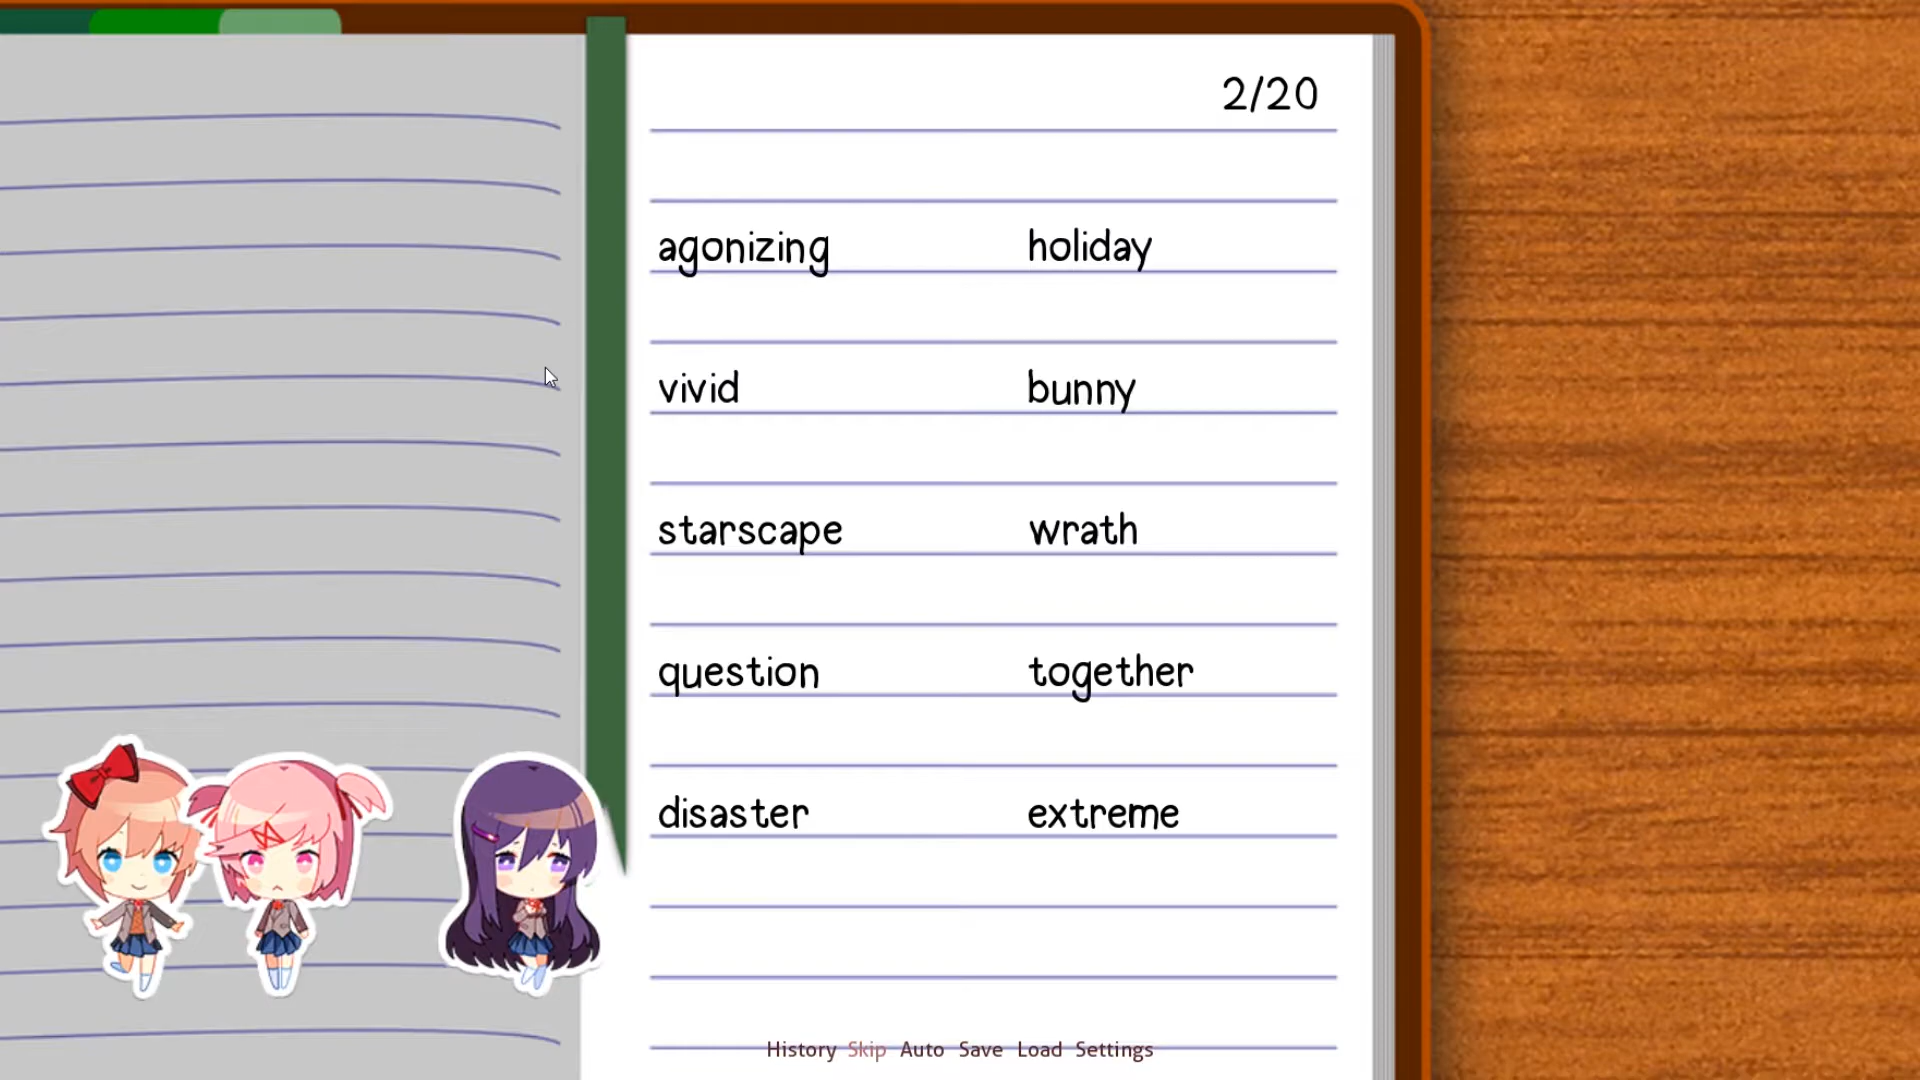 2/20
agonizing holiday
vivid bunny
starscape wrath
question together
disaster extreme
History Skip Auto Save Load Settings